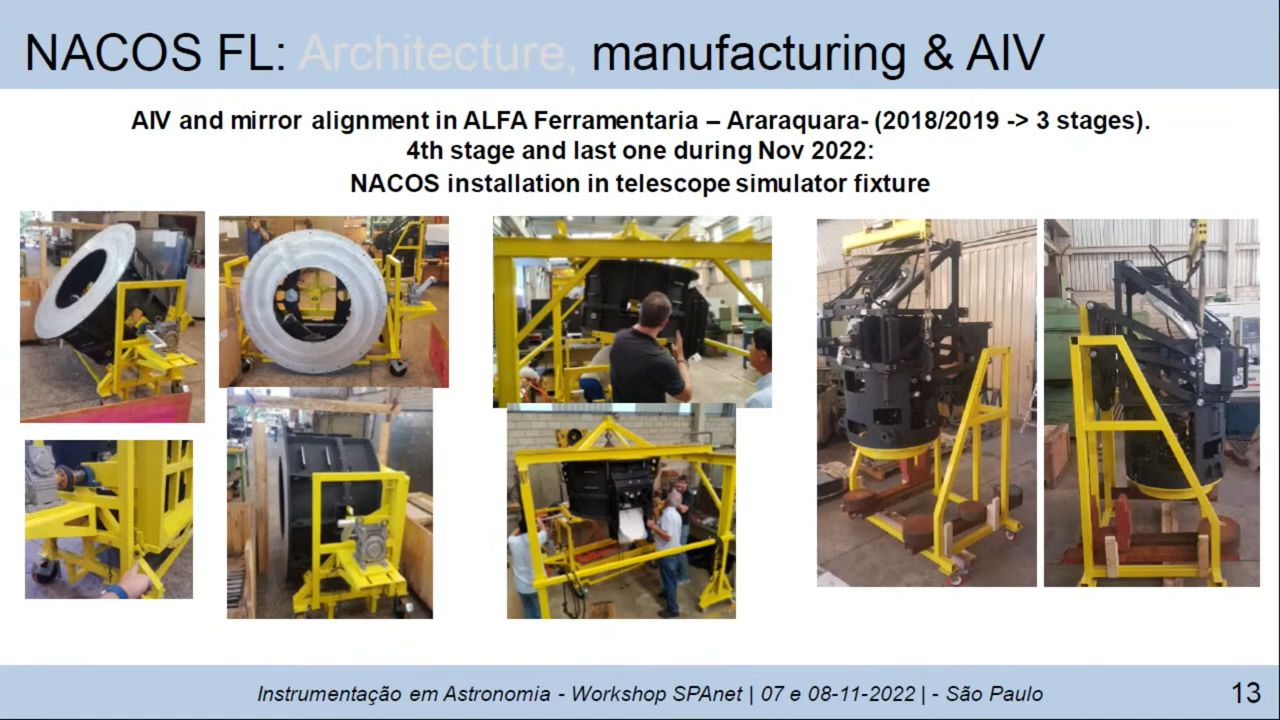 NACOS FL: Architecture, manufacturing & AIV
AIV and mirror alignment in ALFA Ferramentaria – Araraquara- (2018/2019 -> 3 stages).
4th stage and last one during Nov 2022:
NACOS installation in telescope simulator fixture
Instrumentação em Astronomia - Workshop SPAnet | 07 e 08-11-2022 | - São Paulo
13